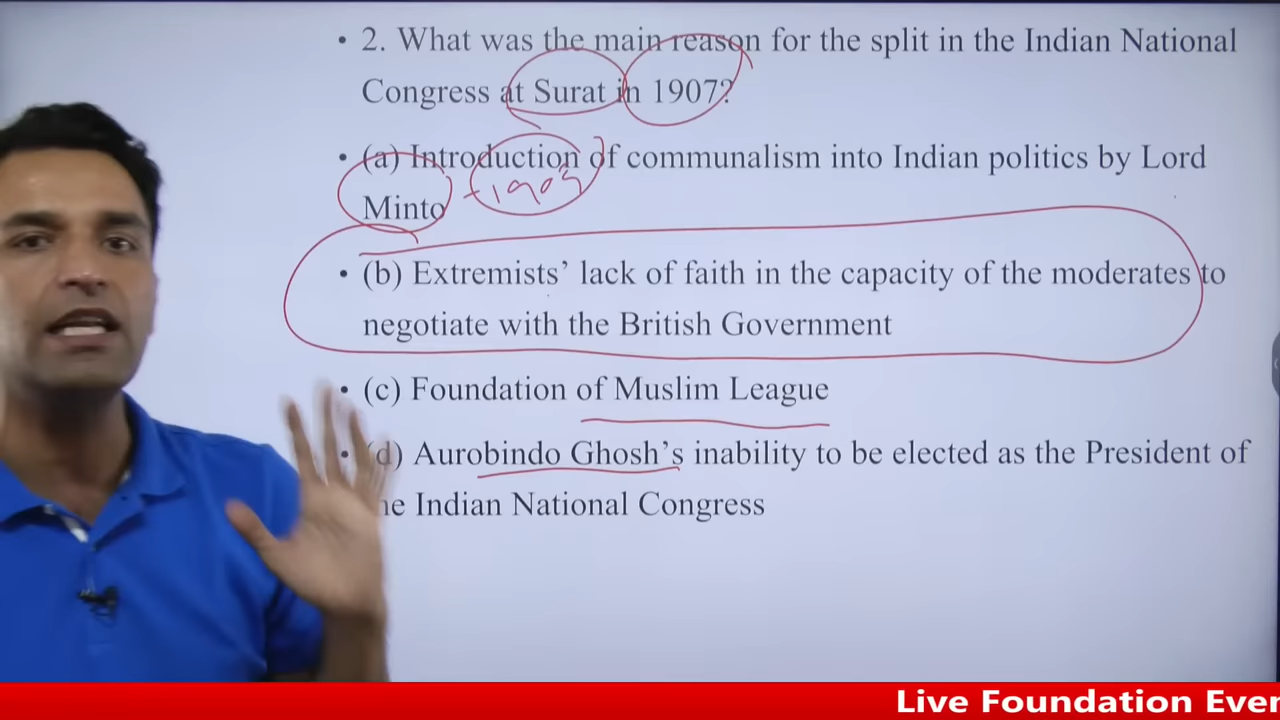 • 2. What was the main reason for the split in the Indian National
Congress at Surat in 1907?
• (a) Introduction of communalism into Indian politics by Lord
Minto
• (b) Extremists’ lack of faith in the capacity of the moderates to
negotiate with the British Government
• (c) Foundation of Muslim League
• (d) Aurobindo Ghosh’s inability to be elected as the President of
he Indian National Congress
Live Foundation Ever